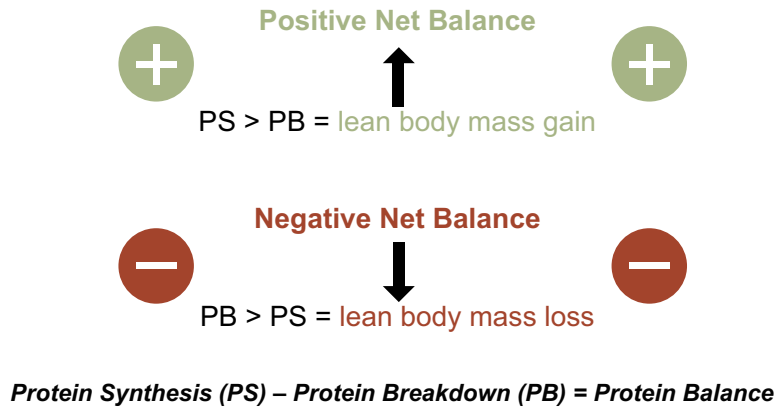 Positive Net Balance
PS > PB = lean body mass gain
Negative Net Balance
PB > PS = lean body mass loss
Protein Synthesis (PS) – Protein Breakdown (PB) = Protein Balance